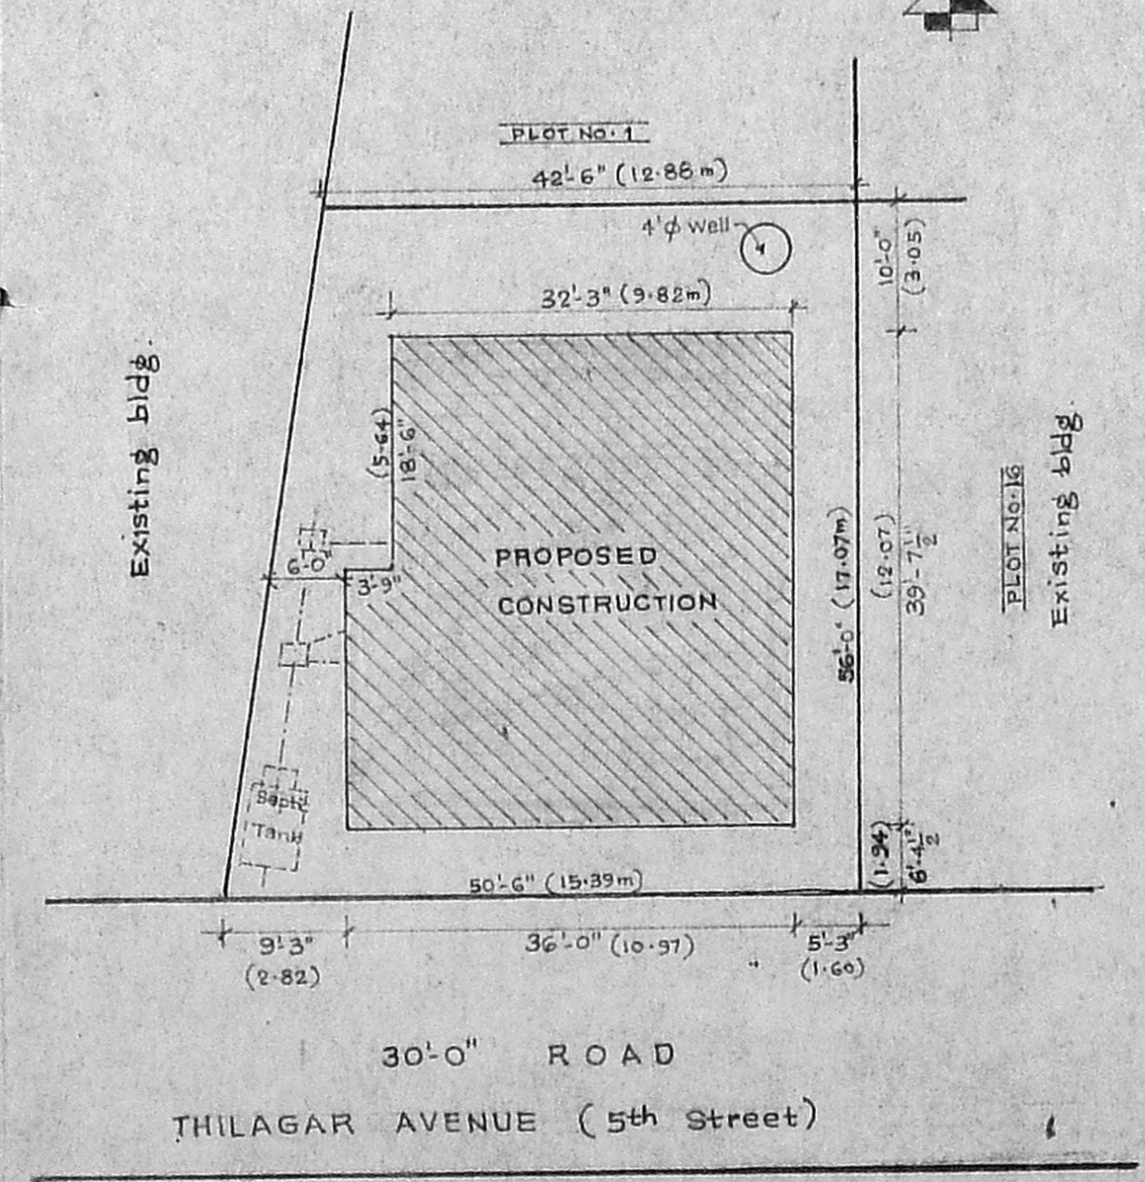 PLOT NO. 1
42'-6" (12.88 m)
4'ϕ Well
10'-0"
(3.05)
32'-3" (9.82m)
Existing bldg.
(5.64)
18'-6"
6'-0"
3'-9"
PROPOSED
CONSTRUCTION
56'-0" (17.07m)
(12.07)
39'-7½"
PLOT NO. 16
Existing bldg.
Septic
Tank
(1.94)
6'-4½"
50'-6" (15.39m)
9'-3"
(2.82)
36'-0" (10.97)
5'-3"
(1.60)
30'-0" ROAD
THILAGAR AVENUE (5th Street)